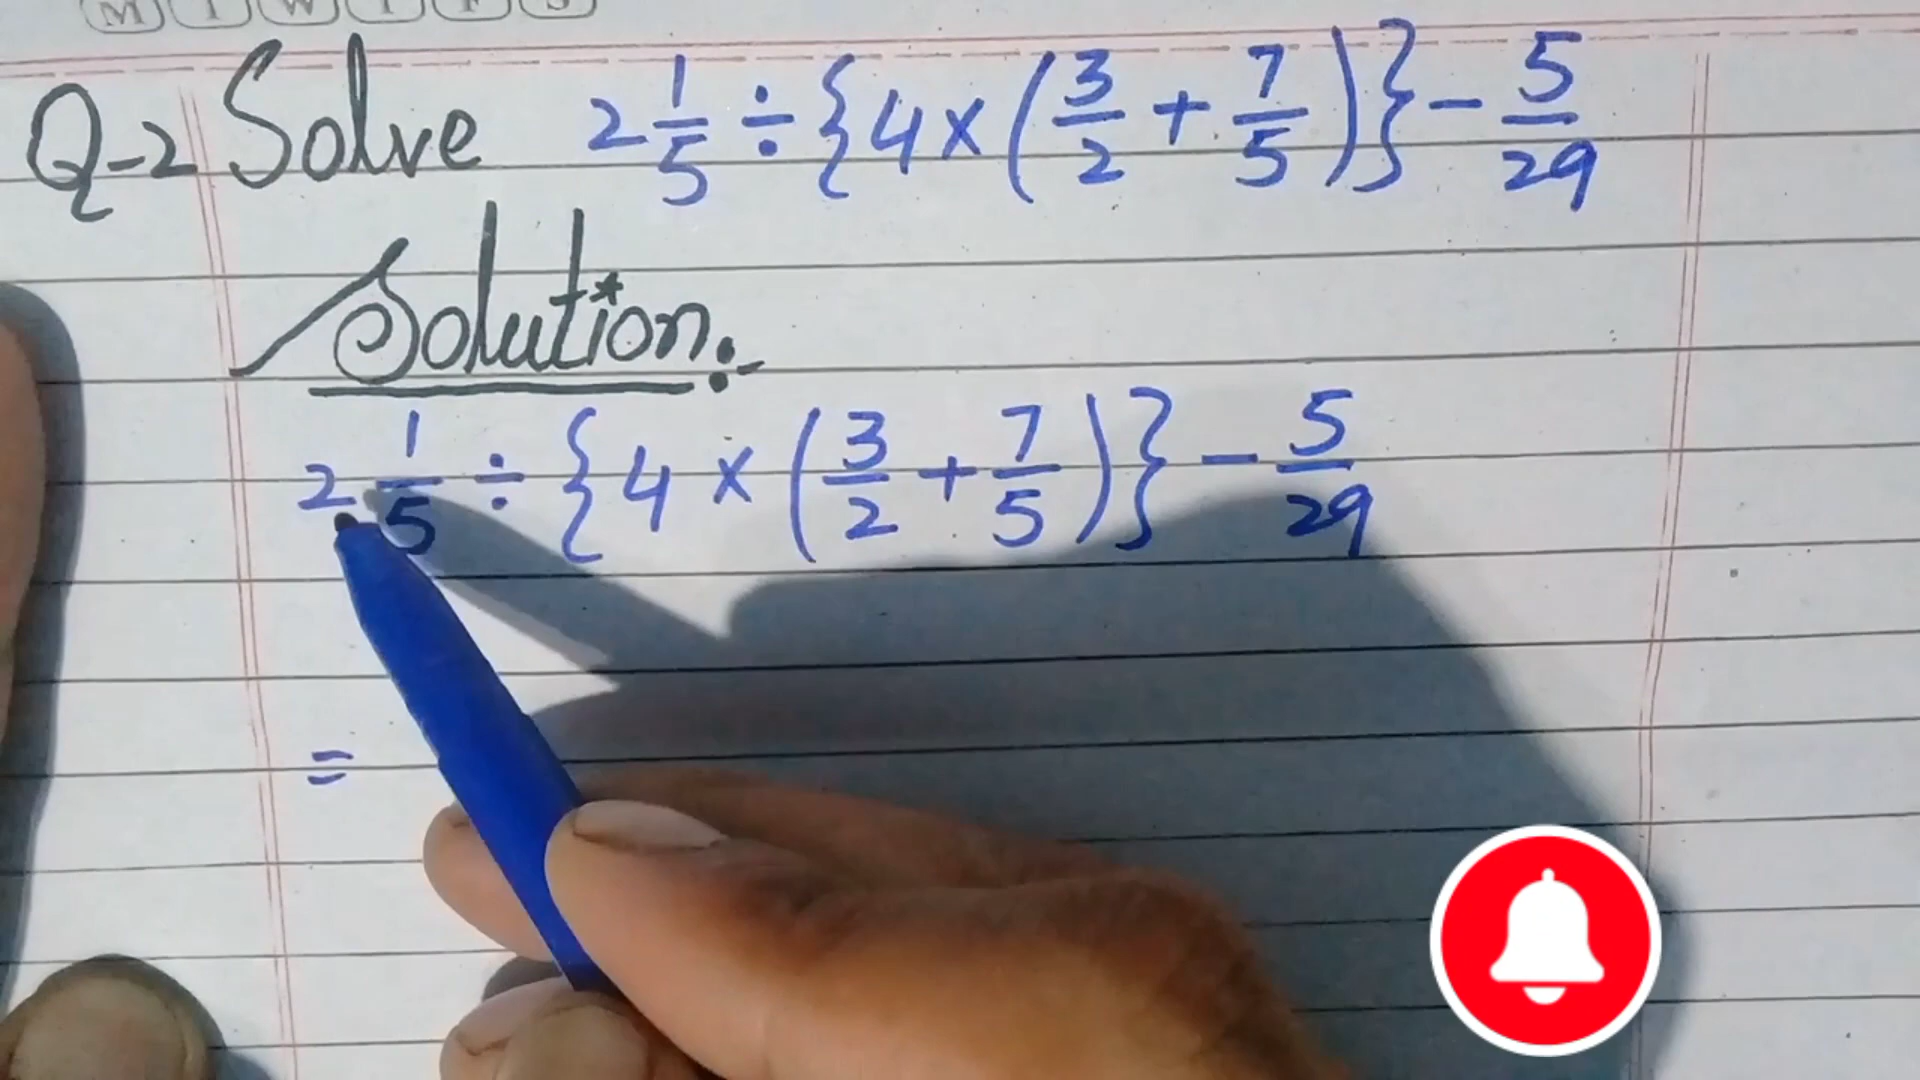 M T W T F S
Q-2 Solve 2 1/5 ÷ {4 × (3/2 + 7/5)} - 5/29
Solution:-
2 1/5 ÷ {4 × (3/2 + 7/5)} - 5/29
=